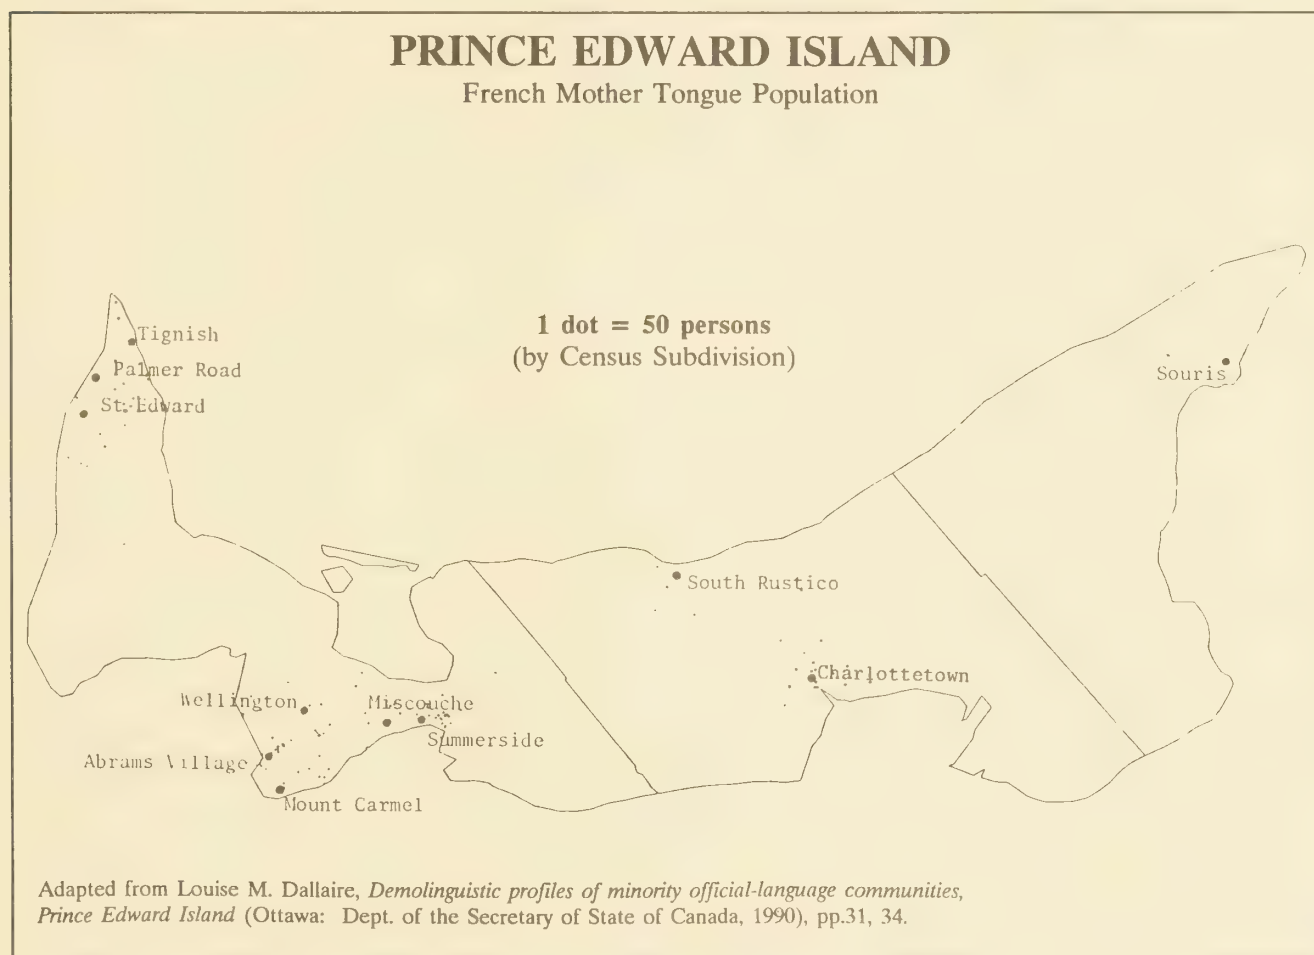 PRINCE EDWARD ISLAND
French Mother Tongue Population
1 dot = 50 persons
(by Census Subdivision)
Tignish
Palmer Road
St. Edward
Souris
South Rustico
Charlottetown
Wellington
Miscouche
Summerside
Abrams Village
Mount Carmel
Adapted from Louise M. Dallaire, Demolinguistic profiles of minority official-language communities,
Prince Edward Island (Ottawa: Dept. of the Secretary of State of Canada, 1990), pp.31, 34.